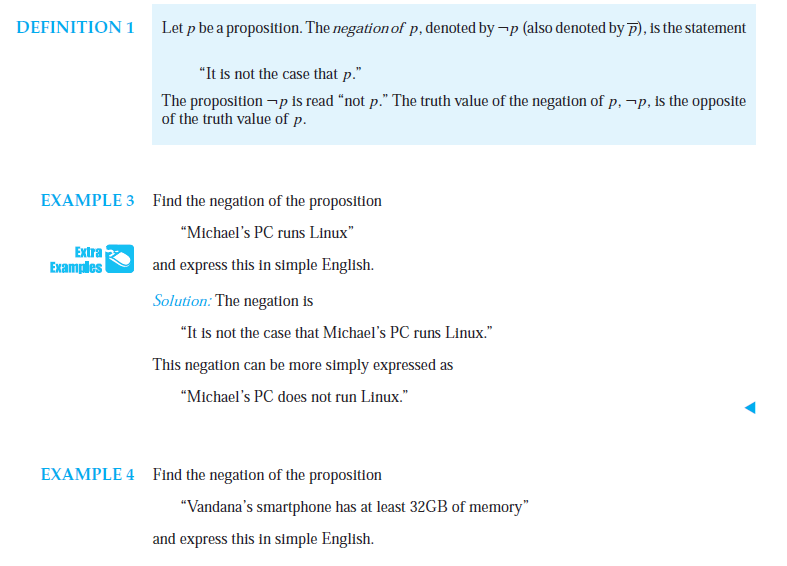 DEFINITION 1 Let p be a proposition. The negation of p, denoted by ¬p (also denoted by p̅), is the statement
“It is not the case that p.”
The proposition ¬p is read “not p.” The truth value of the negation of p, ¬p, is the opposite
of the truth value of p.
EXAMPLE 3 Find the negation of the proposition
“Michael’s PC runs Linux”
Extra
Examples
and express this in simple English.
Solution: The negation is
“It is not the case that Michael’s PC runs Linux.”
This negation can be more simply expressed as
“Michael’s PC does not run Linux.”
EXAMPLE 4 Find the negation of the proposition
“Vandana’s smartphone has at least 32GB of memory”
and express this in simple English.